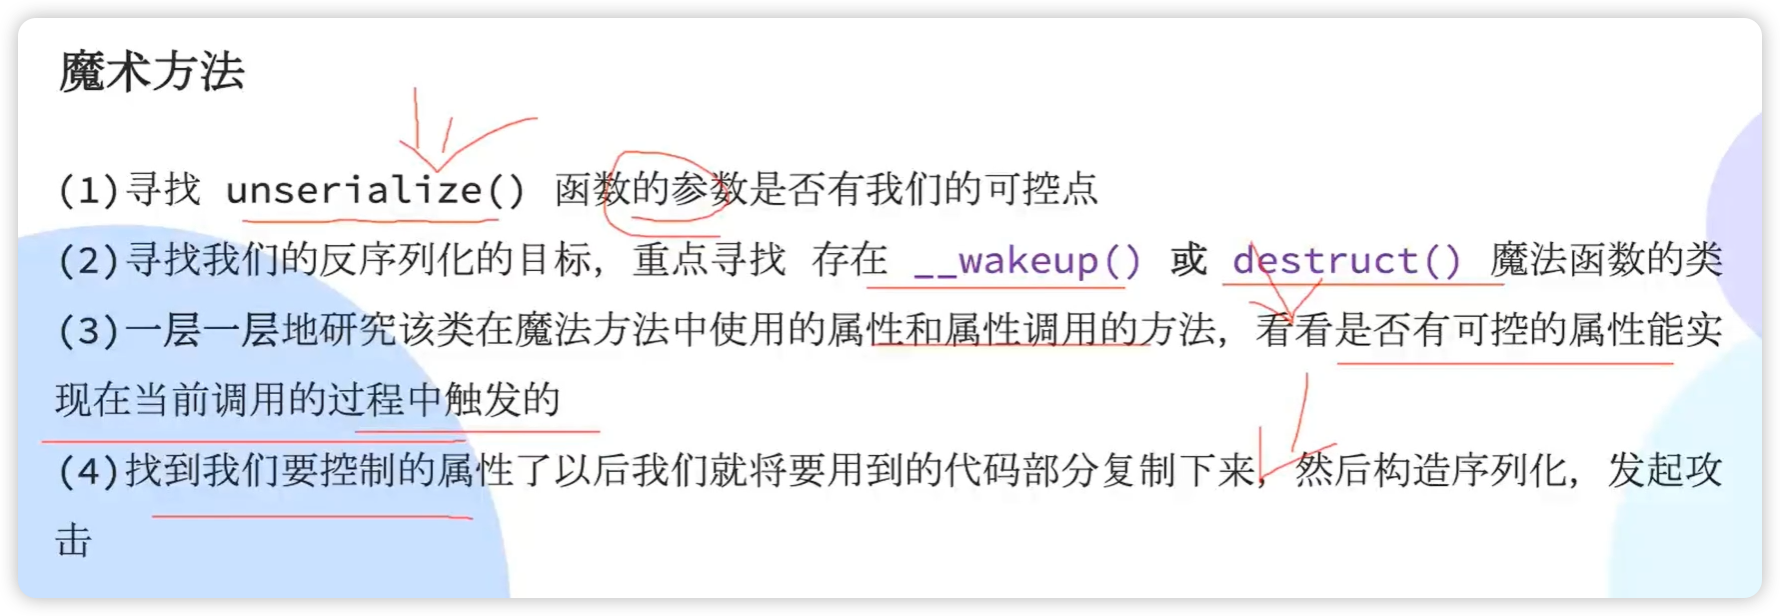 魔术方法
(1)寻找 unserialize() 函数的参数是否有我们的可控点
(2)寻找我们的反序列化的目标，重点寻找 存在 __wakeup() 或 destruct() 魔法函数的类
(3)一层一层地研究该类在魔法方法中使用的属性和属性调用的方法，看看是否有可控的属性能实
现在当前调用的过程中触发的
(4)找到我们要控制的属性了以后我们就将要用到的代码部分复制下来，然后构造序列化，发起攻
击